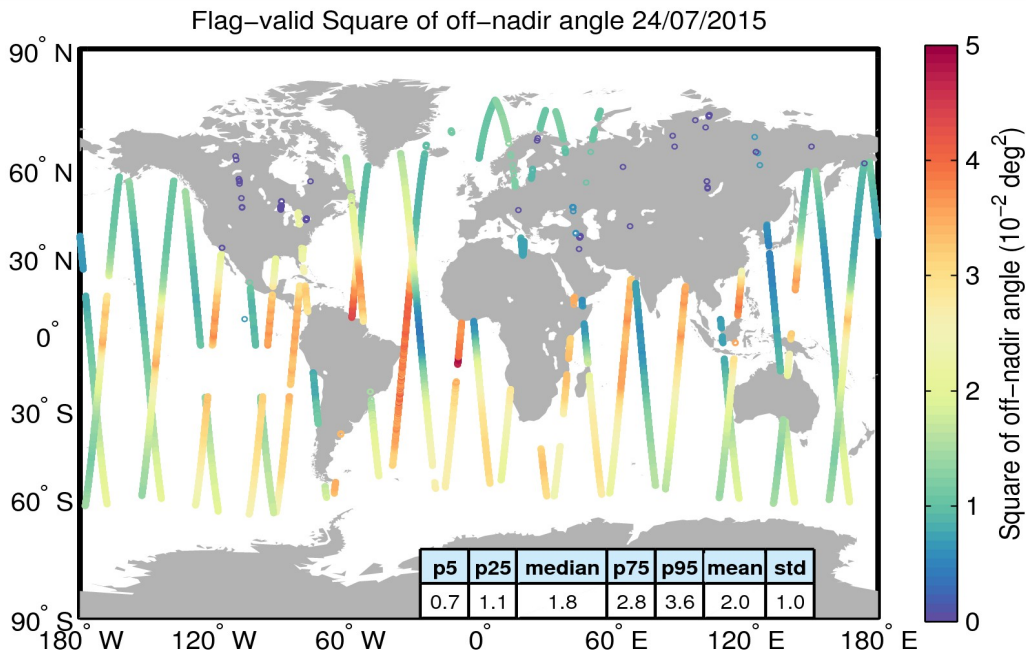 Flag−valid Square of off−nadir angle 24/07/2015
90° N
60° N
30° N
0°
30° S
60° S
90° S
180° W
120° W
60° W
0°
60° E
120° E
180° E
p5 p25 median p75 p95 mean std
0.7 1.1 1.8 2.8 3.6 2.0 1.0
5
4
3
2
1
0
Square of off−nadir angle (10⁻² deg²)